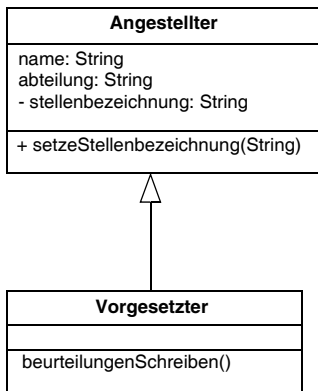 Angestellter
name: String
abteilung: String
- stellenbezeichnung: String
+ setzeStellenbezeichnung(String)
Vorgesetzter
beurteilungenSchreiben()